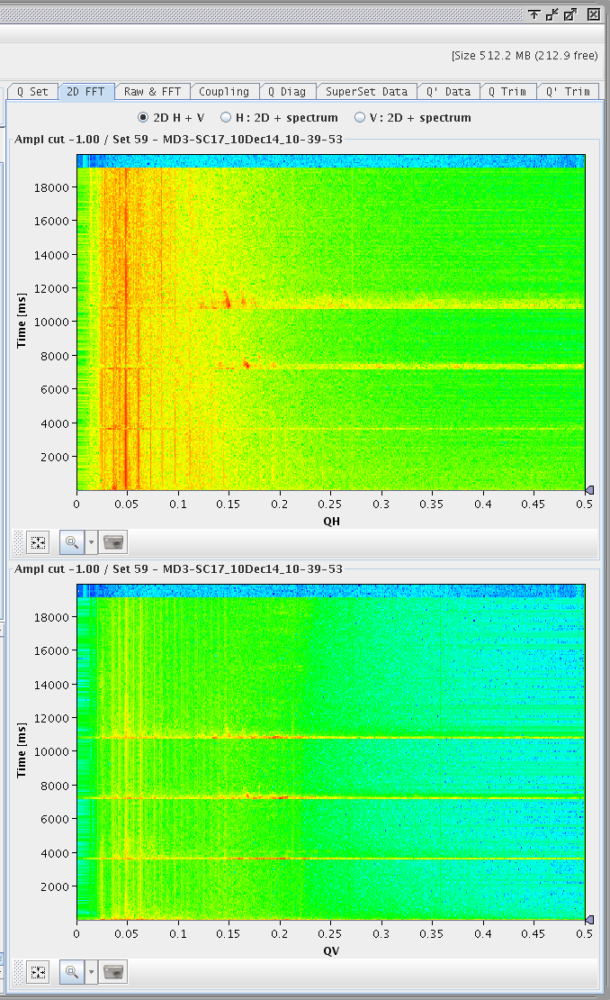 [Size 512.2 MB (212.9 free)
Q Set 2D FFT Raw & FFT Coupling Q Diag SuperSet Data Q' Data Q Trim Q' Trim
2D H + V H : 2D + spectrum V : 2D + spectrum
Ampl cut -1.00 / Set 59 - MD3-SC17_10Dec14_10-39-53
18000
16000
14000
12000
10000
8000
6000
4000
2000
Time [ms]
0 0.05 0.1 0.15 0.2 0.25 0.3 0.35 0.4 0.45 0.5
QH
Ampl cut -1.00 / Set 59 - MD3-SC17_10Dec14_10-39-53
18000
16000
14000
12000
10000
8000
6000
4000
2000
Time [ms]
0 0.05 0.1 0.15 0.2 0.25 0.3 0.35 0.4 0.45 0.5
QV